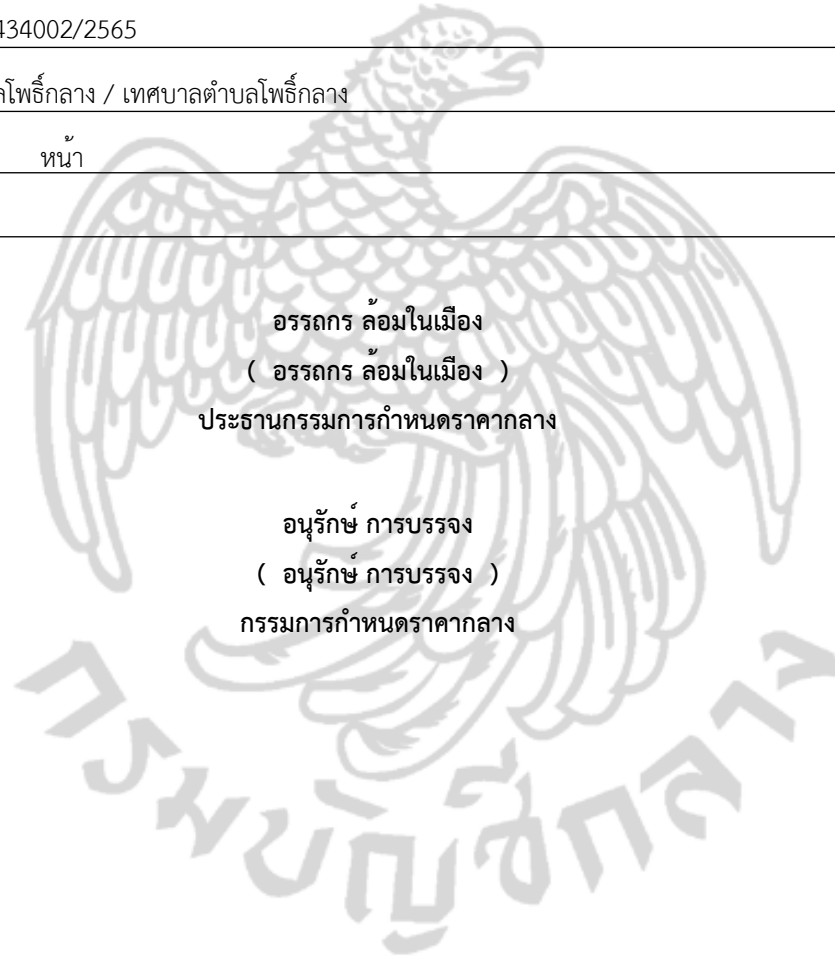 434002/2565
ลโพธิ์กลาง / เทศบาลตำบลโพธิ์กลาง
หน้า
อรรถกร ล้อมในเมือง
( อรรถกร ล้อมในเมือง )
ประธานกรรมการกำหนดราคากลาง
อนุรักษ์ การบรรจง
( อนุรักษ์ การบรรจง )
กรรมการกำหนดราคากลาง
กรมบัญชีกลาง